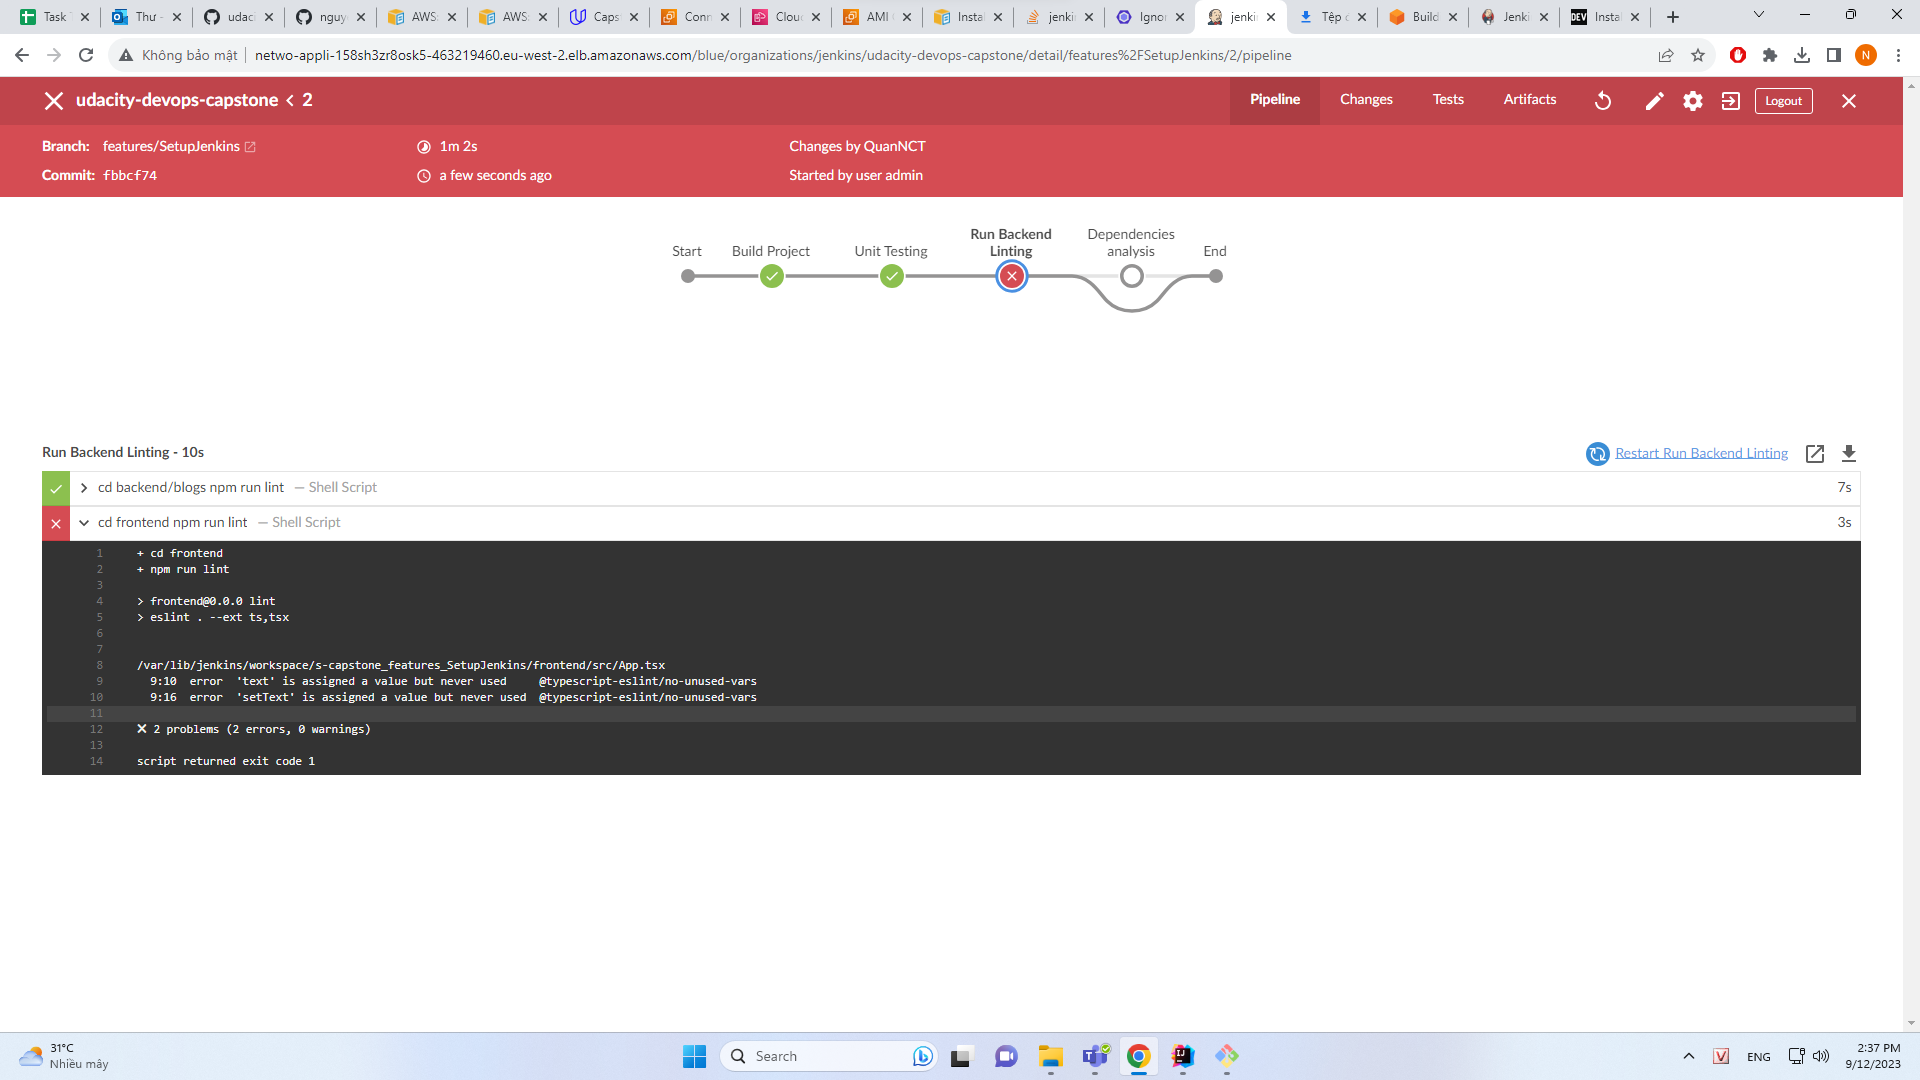 Task
Thư -
udaci
nguy
AWS:
AWS:
Caps
Conn
Cloud
AMI
Instal
jenki
Ignor
jenki
Tệp
Build
Jenki
DEV Instal
Không bảo mật
netwo-appli-158sh3zr8osk5-463219460.eu-west-2.elb.amazonaws.com/blue/organizations/jenkins/udacity-devops-capstone/detail/features%2FSetupJenkins/2/pipeline
N
udacity-devops-capstone < 2
Pipeline
Changes
Tests
Artifacts
Logout
Branch: features/SetupJenkins
1m 2s
Changes by QuanNCT
Commit: fbbcf74
a few seconds ago
Started by user admin
Start
Build Project
Unit Testing
Run Backend
Linting
Dependencies
analysis
End
Run Backend Linting - 10s
Restart Run Backend Linting
cd backend/blogs npm run lint — Shell Script
7s
cd frontend npm run lint — Shell Script
3s
1 + cd frontend
2 + npm run lint
3
4 > frontend@0.0.0 lint
5 > eslint . --ext ts,tsx
6
7
8 /var/lib/jenkins/workspace/s-capstone_features_SetupJenkins/frontend/src/App.tsx
9 9:10 error 'text' is assigned a value but never used @typescript-eslint/no-unused-vars
10 9:16 error 'setText' is assigned a value but never used @typescript-eslint/no-unused-vars
11
12 ✕ 2 problems (2 errors, 0 warnings)
13
14 script returned exit code 1
31°C
Nhiều mây
Search
ENG
2:37 PM
9/12/2023